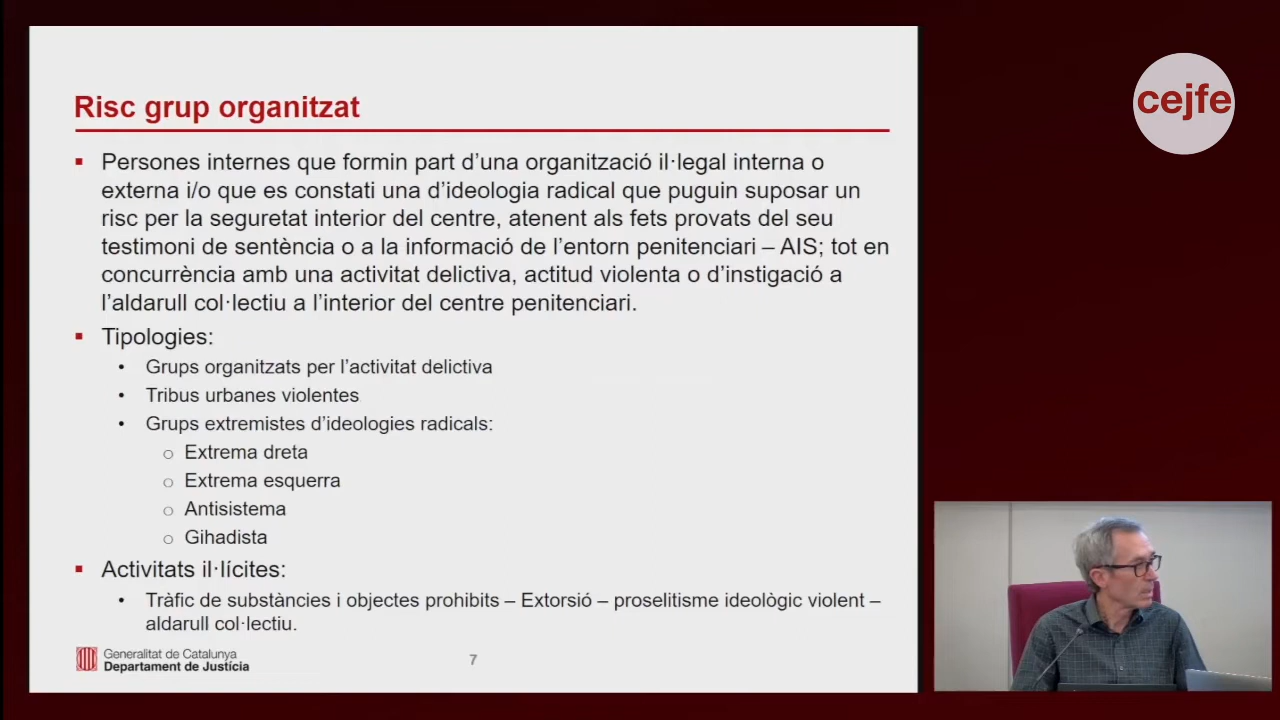 Risc grup organitzat
cejfe
▪ Persones internes que formin part d’una organització il·legal interna o
externa i/o que es constati una d’ideologia radical que puguin suposar un
risc per la seguretat interior del centre, atenent als fets provats del seu
testimoni de sentència o a la informació de l’entorn penitenciari – AIS; tot en
concurrència amb una activitat delictiva, actitud violenta o d’instigació a
l’aldarull col·lectiu a l’interior del centre penitenciari.
▪ Tipologies:
• Grups organitzats per l’activitat delictiva
• Tribus urbanes violentes
• Grups extremistes d’ideologies radicals:
o Extrema dreta
o Extrema esquerra
o Antisistema
o Gihadista
▪ Activitats il·lícites:
• Tràfic de substàncies i objectes prohibits – Extorsió – proselitisme ideològic violent –
aldarull col·lectiu.
Generalitat de Catalunya
Departament de Justícia
7